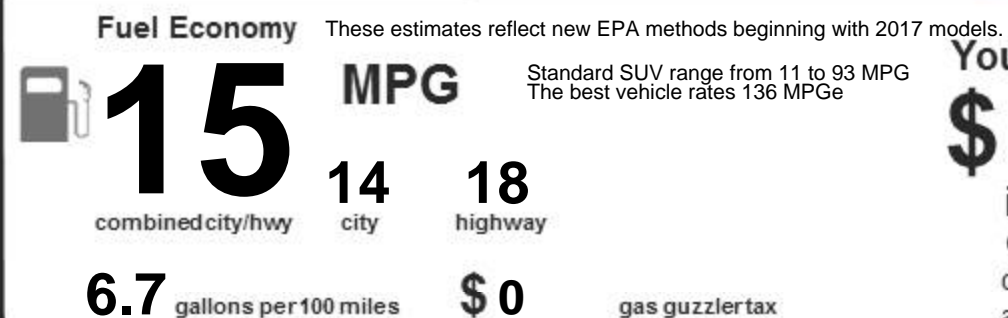 Fuel Economy These estimates reflect new EPA methods beginning with 2017 models.
15 MPG Standard SUV range from 11 to 93 MPG
The best vehicle rates 136 MPGe
$
14 18
combined city/hwy city highway
6.7 gallons per 100 miles $ 0 gas guzzler tax